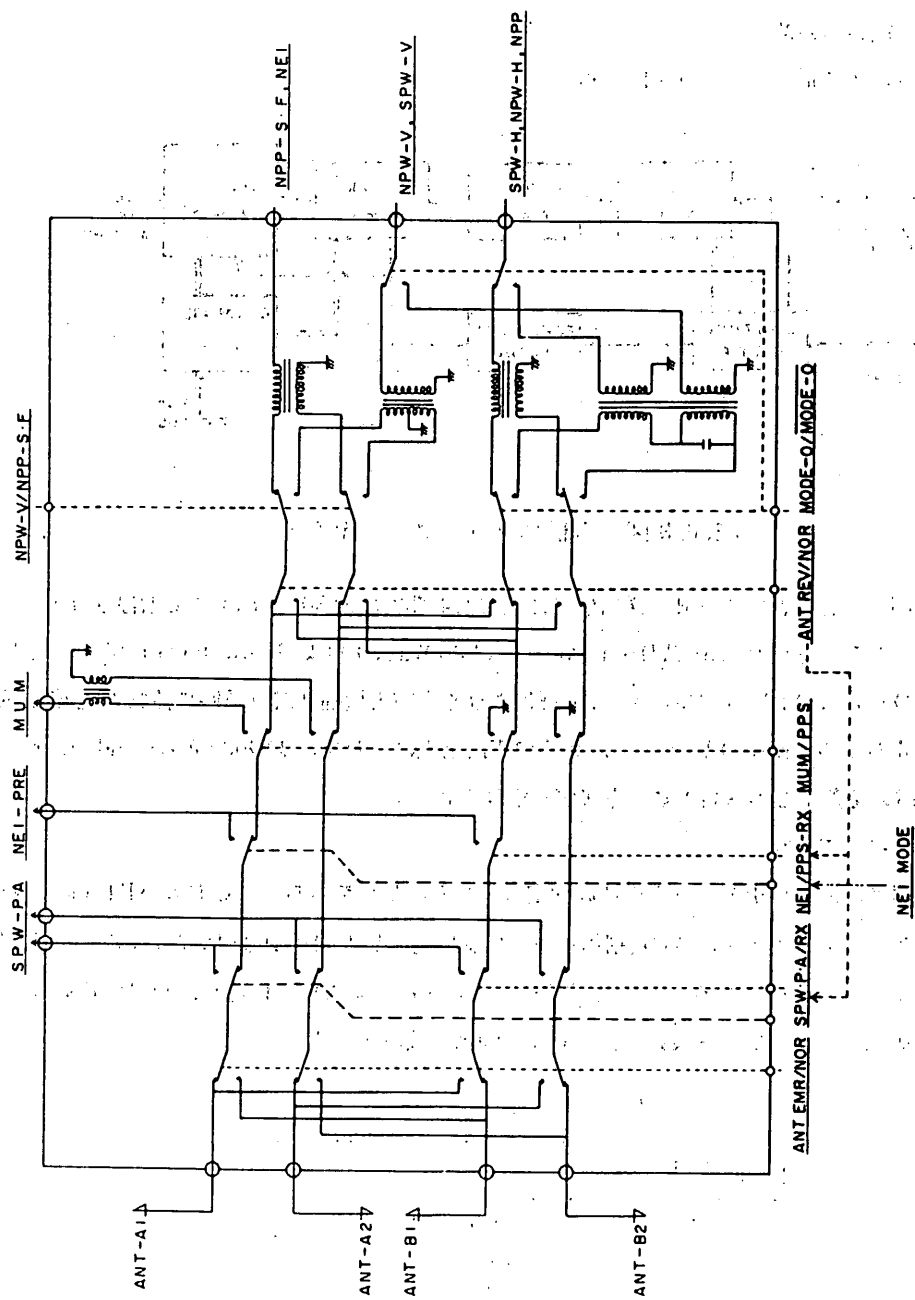 NPP-S·F, NEI
NPW-V, SPW-V
SPW-H, NPW-H, NPP
NPW-V/NPP-S·F
MUM
NEI-PRE
SPW-P·A
ANT-A1
ANT-A2
ANT-B1
ANT-B2
ANT EMR/NOR
SPW·P·A/RX
NEI/PPS-RX
MUM/PPS
ANT REV/NOR
MODE-O/MODE-O
NEI MODE